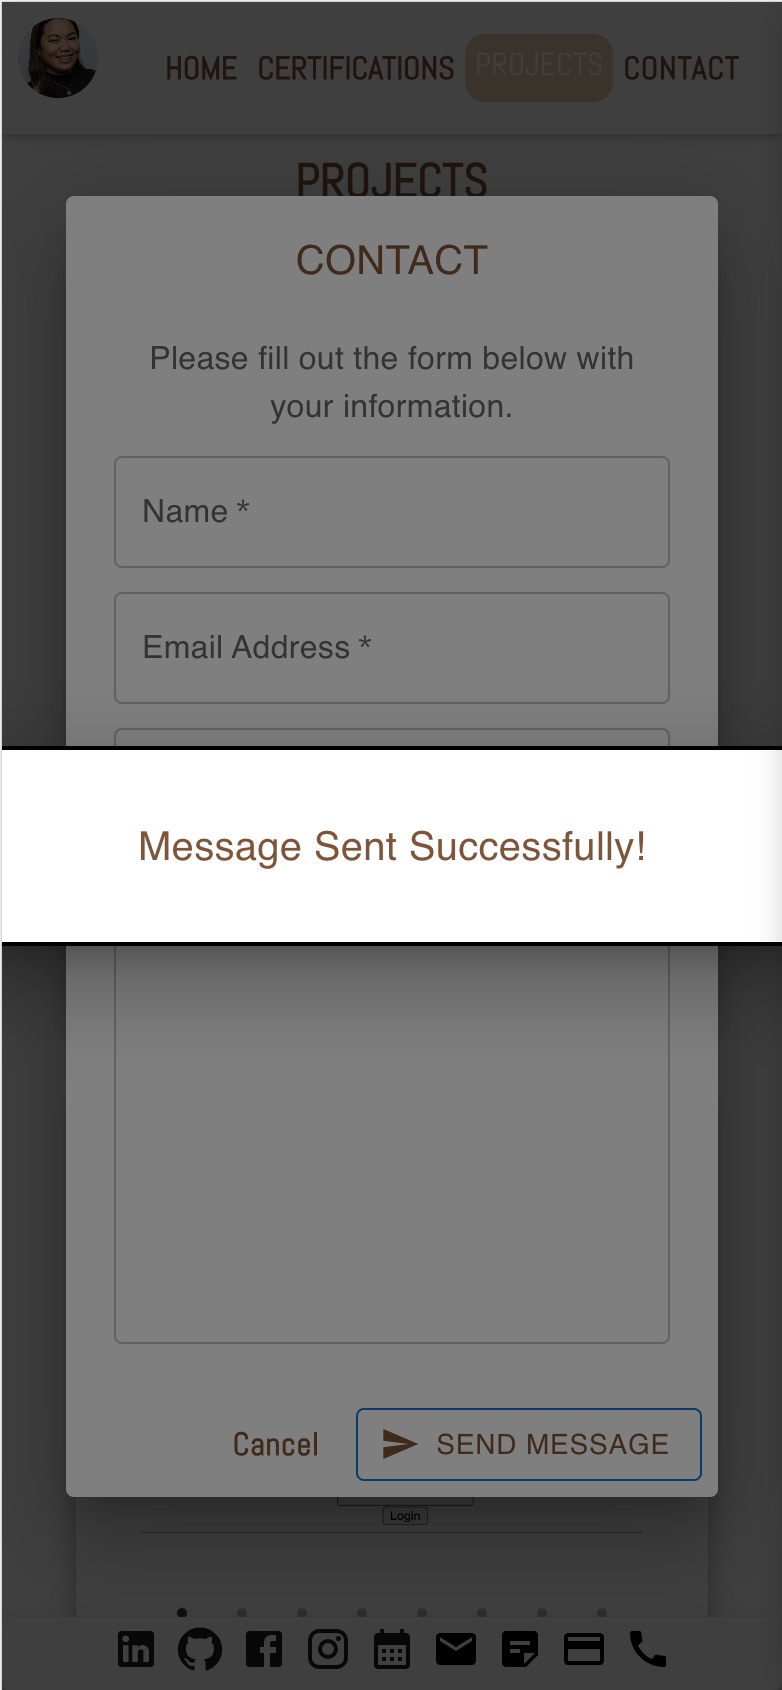 HOME CERTIFICATIONS PROJECTS CONTACT
PROJECTS
CONTACT
Please fill out the form below with
your information.
Name *
Email Address *
Message Sent Successfully!
Cancel SEND MESSAGE
Login
in